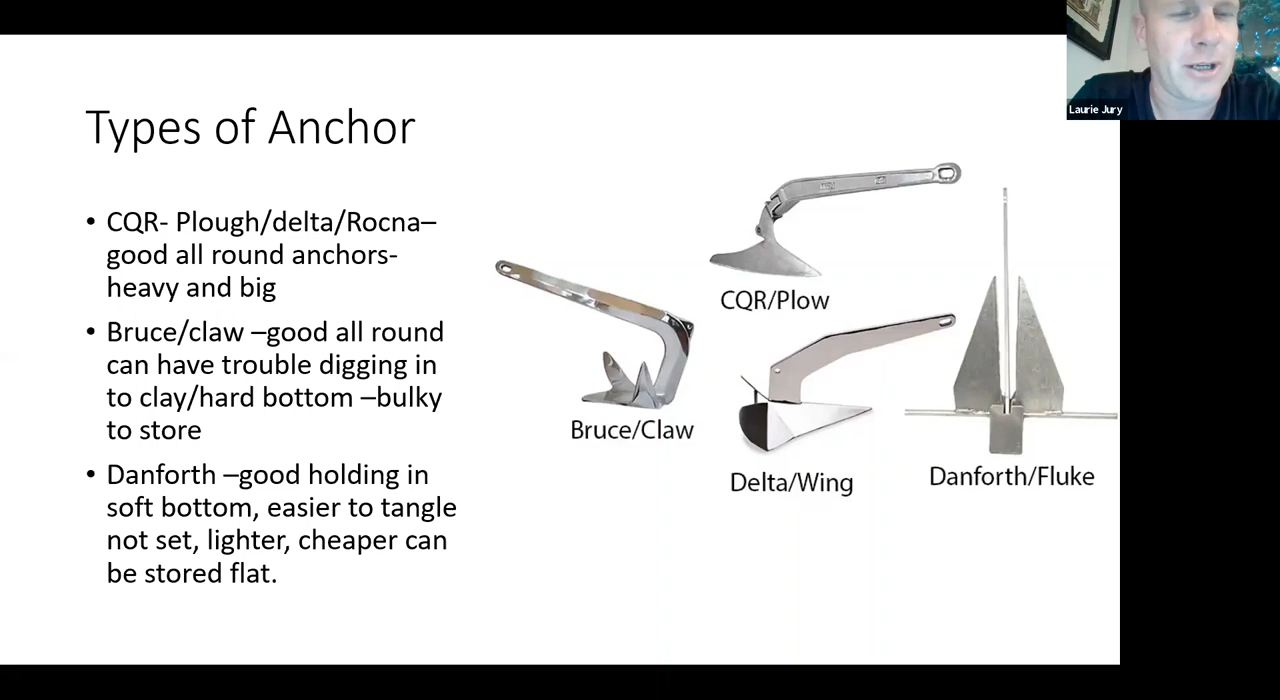 Laurie Jury
Types of Anchor
• CQR- Plough/delta/Rocna–
good all round anchors-
heavy and big
• Bruce/claw –good all round
can have trouble digging in
to clay/hard bottom –bulky
to store
• Danforth –good holding in
soft bottom, easier to tangle
not set, lighter, cheaper can
be stored flat.
CQR/Plow
Bruce/Claw
Delta/Wing
Danforth/Fluke